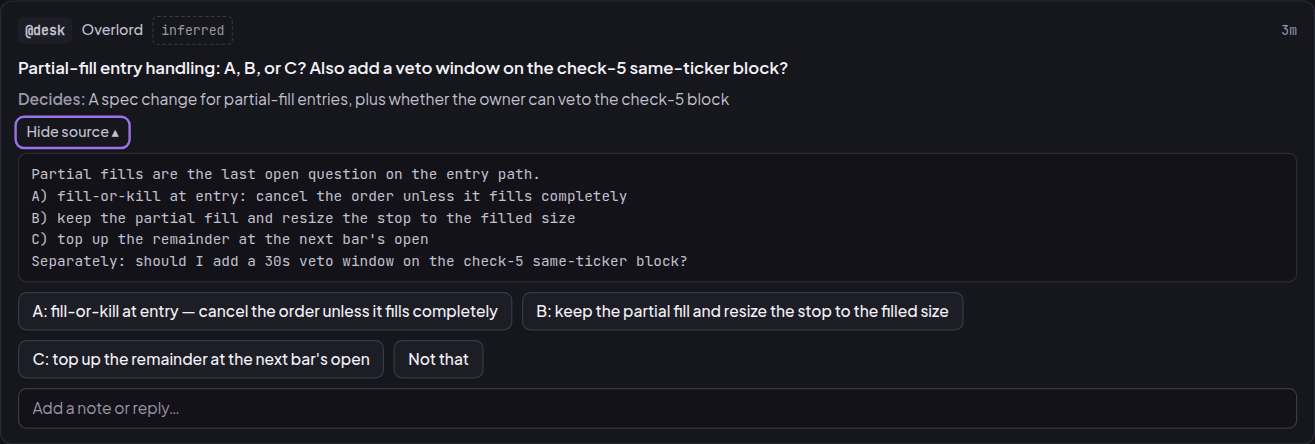 @desk Overlord inferred 3m
Partial-fill entry handling: A, B, or C? Also add a veto window on the check-5 same-ticker block?
Decides: A spec change for partial-fill entries, plus whether the owner can veto the check-5 block
Hide source ▴
Partial fills are the last open question on the entry path.
A) fill-or-kill at entry: cancel the order unless it fills completely
B) keep the partial fill and resize the stop to the filled size
C) top up the remainder at the next bar's open
Separately: should I add a 30s veto window on the check-5 same-ticker block?
A: fill-or-kill at entry — cancel the order unless it fills completely B: keep the partial fill and resize the stop to the filled size
C: top up the remainder at the next bar's open Not that
Add a note or reply...